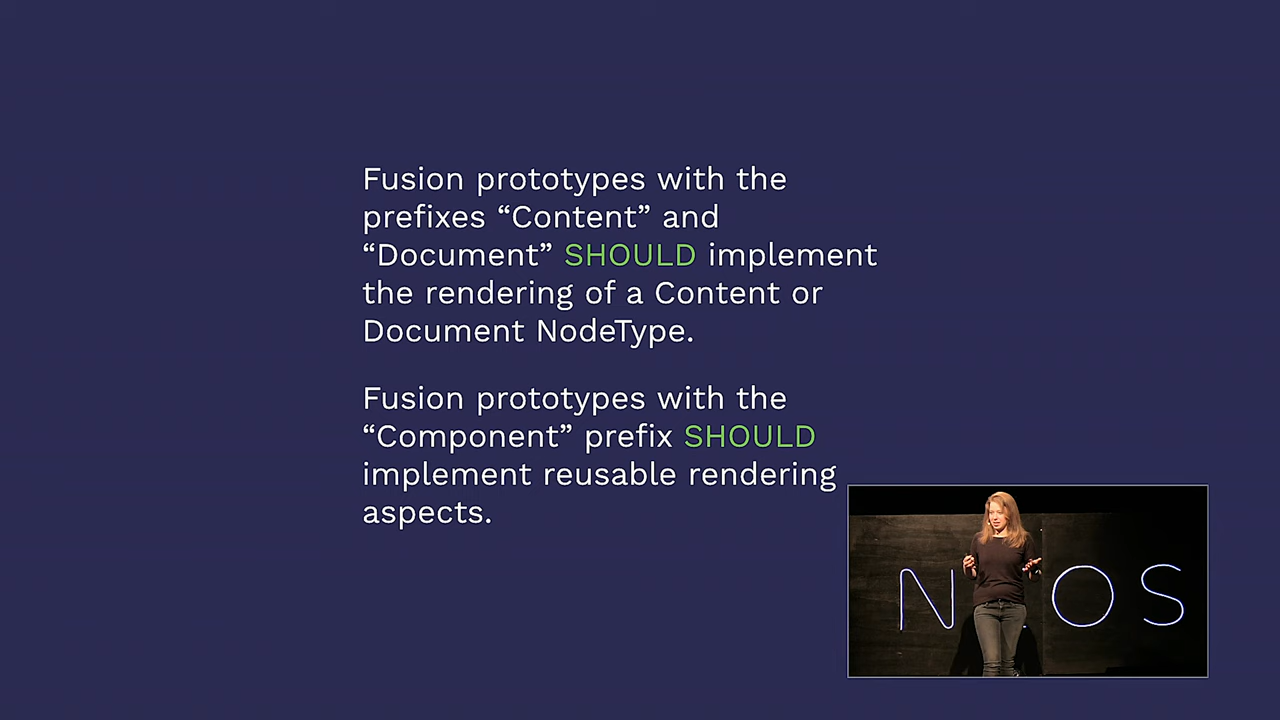 Fusion prototypes with the
prefixes “Content” and
“Document” SHOULD implement
the rendering of a Content or
Document NodeType.
Fusion prototypes with the
“Component” prefix SHOULD
implement reusable rendering
aspects.
N OS